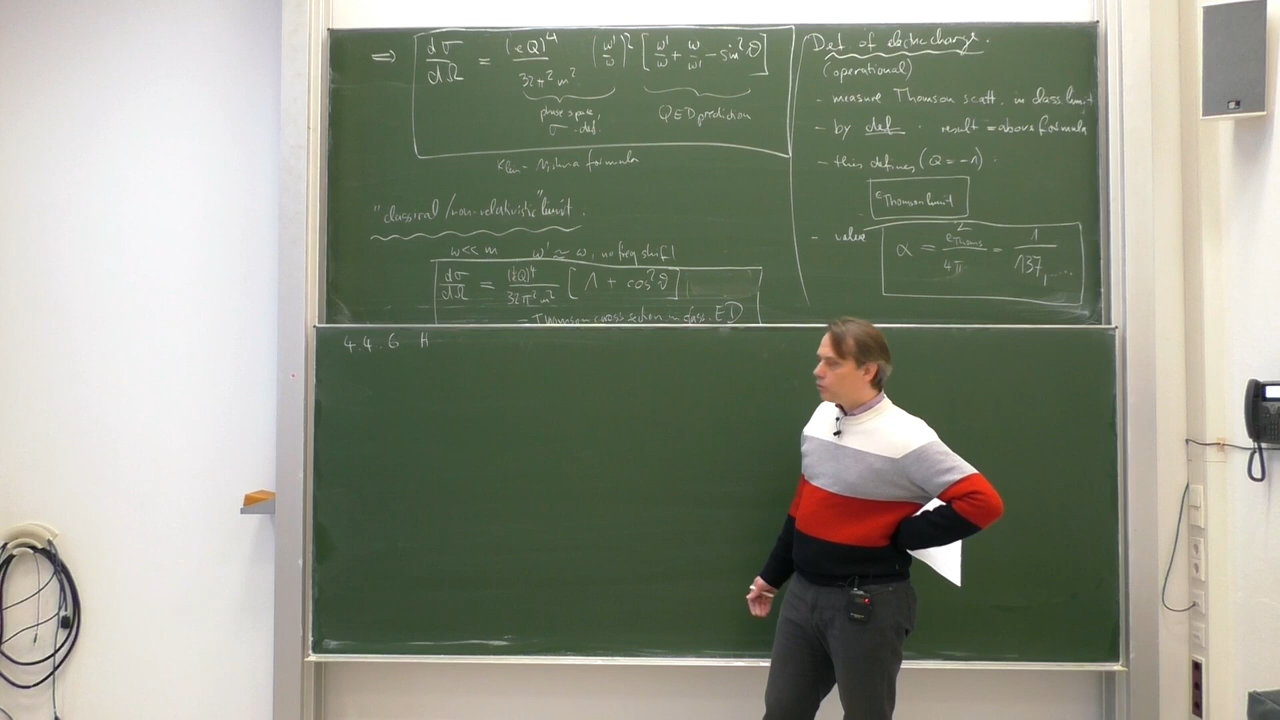 ⇒ dσ/dΩ = (eQ)⁴/32π²m² (ω'/ω)² [ω'/ω + ω/ω' − sin²ϑ]
phase space, σ-def.
QED prediction
Klein-Nishina formula
"classical/non-relativistic" limit.
ω << m ω' ≈ ω, no freq shift
dσ/dΩ = (eQ)⁴/32π²m² [1 + cos²ϑ]
- Thomson cross section in class. ED
Def of electr. charge.
(operational)
- measure Thomson scatt. in class. limit
- by def. result = above formula
- this defines (Q = -1).
e Thomson limit
- value α = e²Thoms/4π = 1/137,....
4.4.6 H